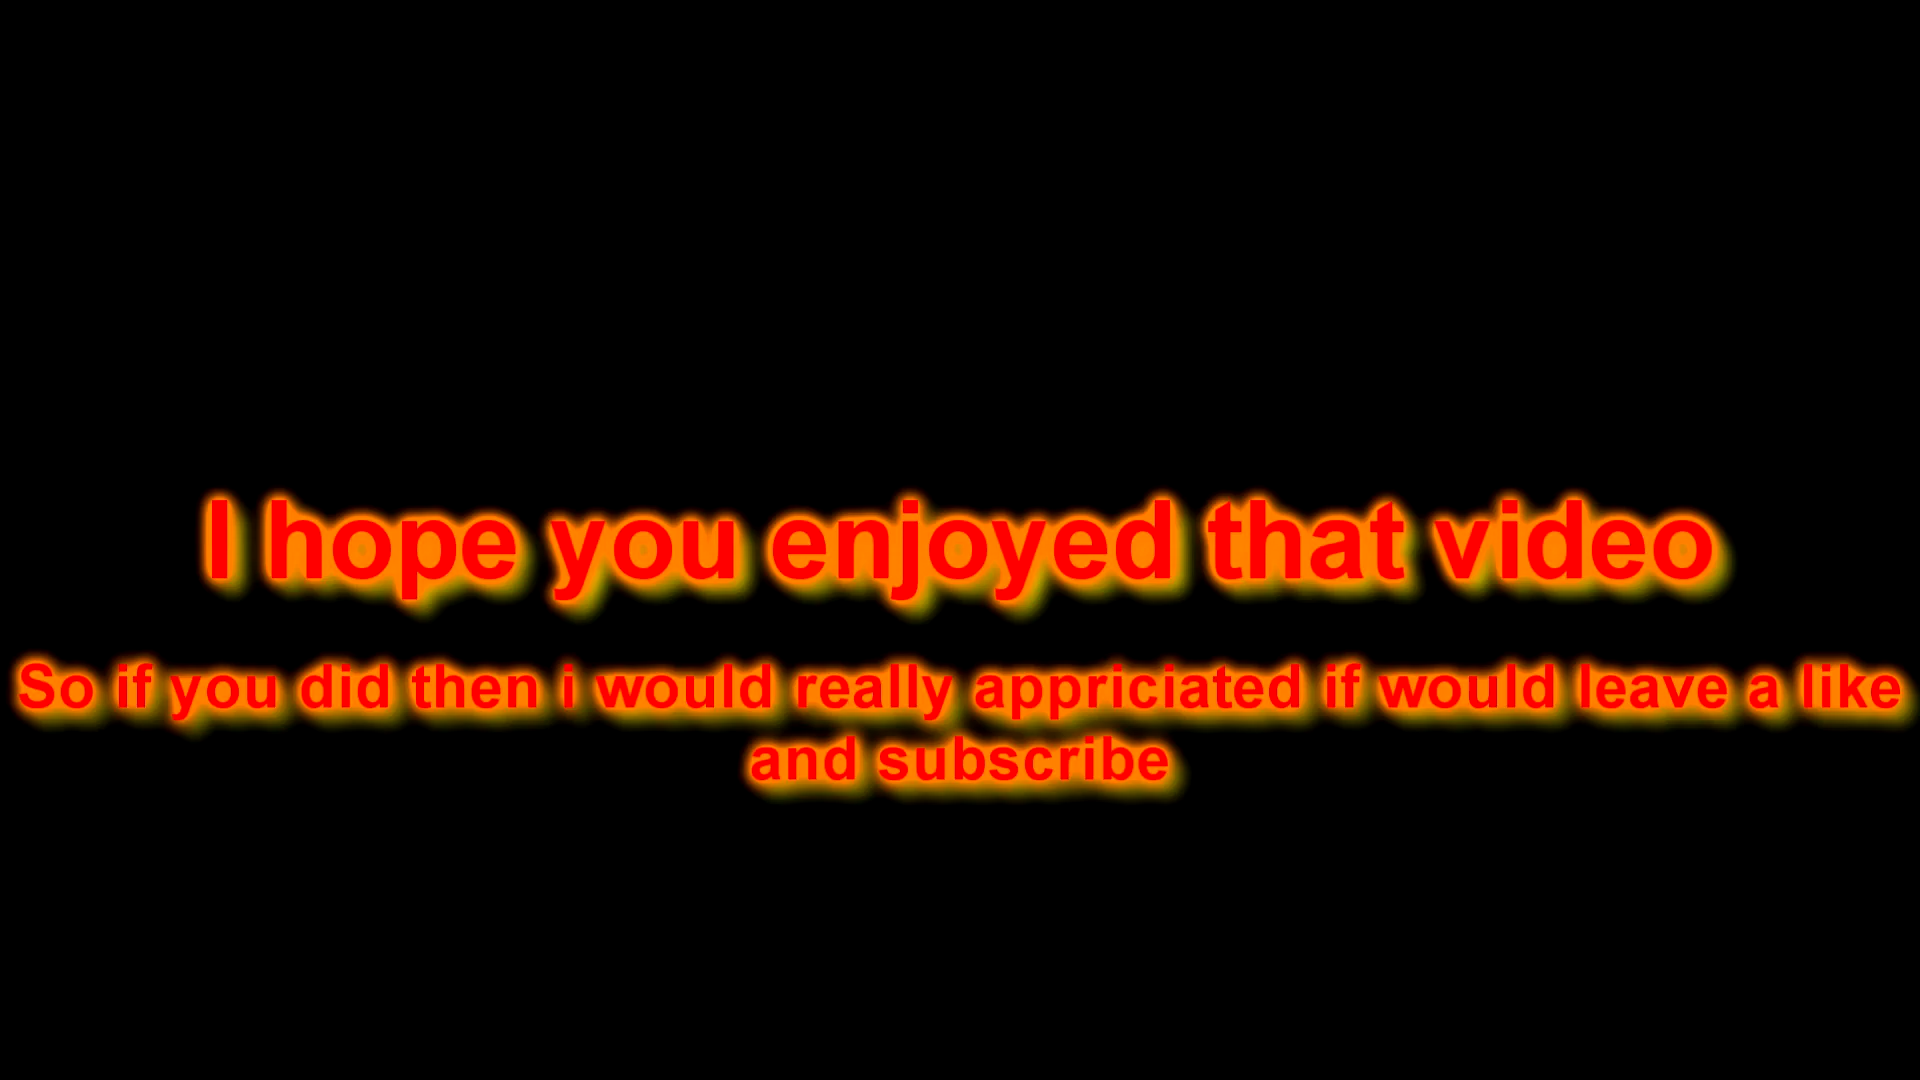 I hope you enjoyed that video
So if you did then i would really appriciated if would leave a like
and subscribe